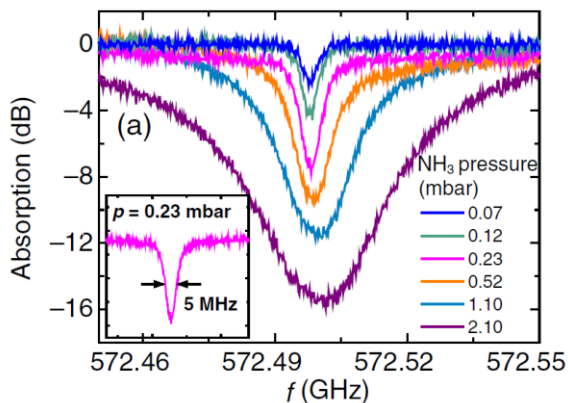 Absorption (dB)
0
−4
−8
−12
−16
(a)
NH₃ pressure
(mbar)
0.07
0.12
0.23
0.52
1.10
2.10
p = 0.23 mbar
5 MHz
572.46 572.49 572.52 572.55
f (GHz)